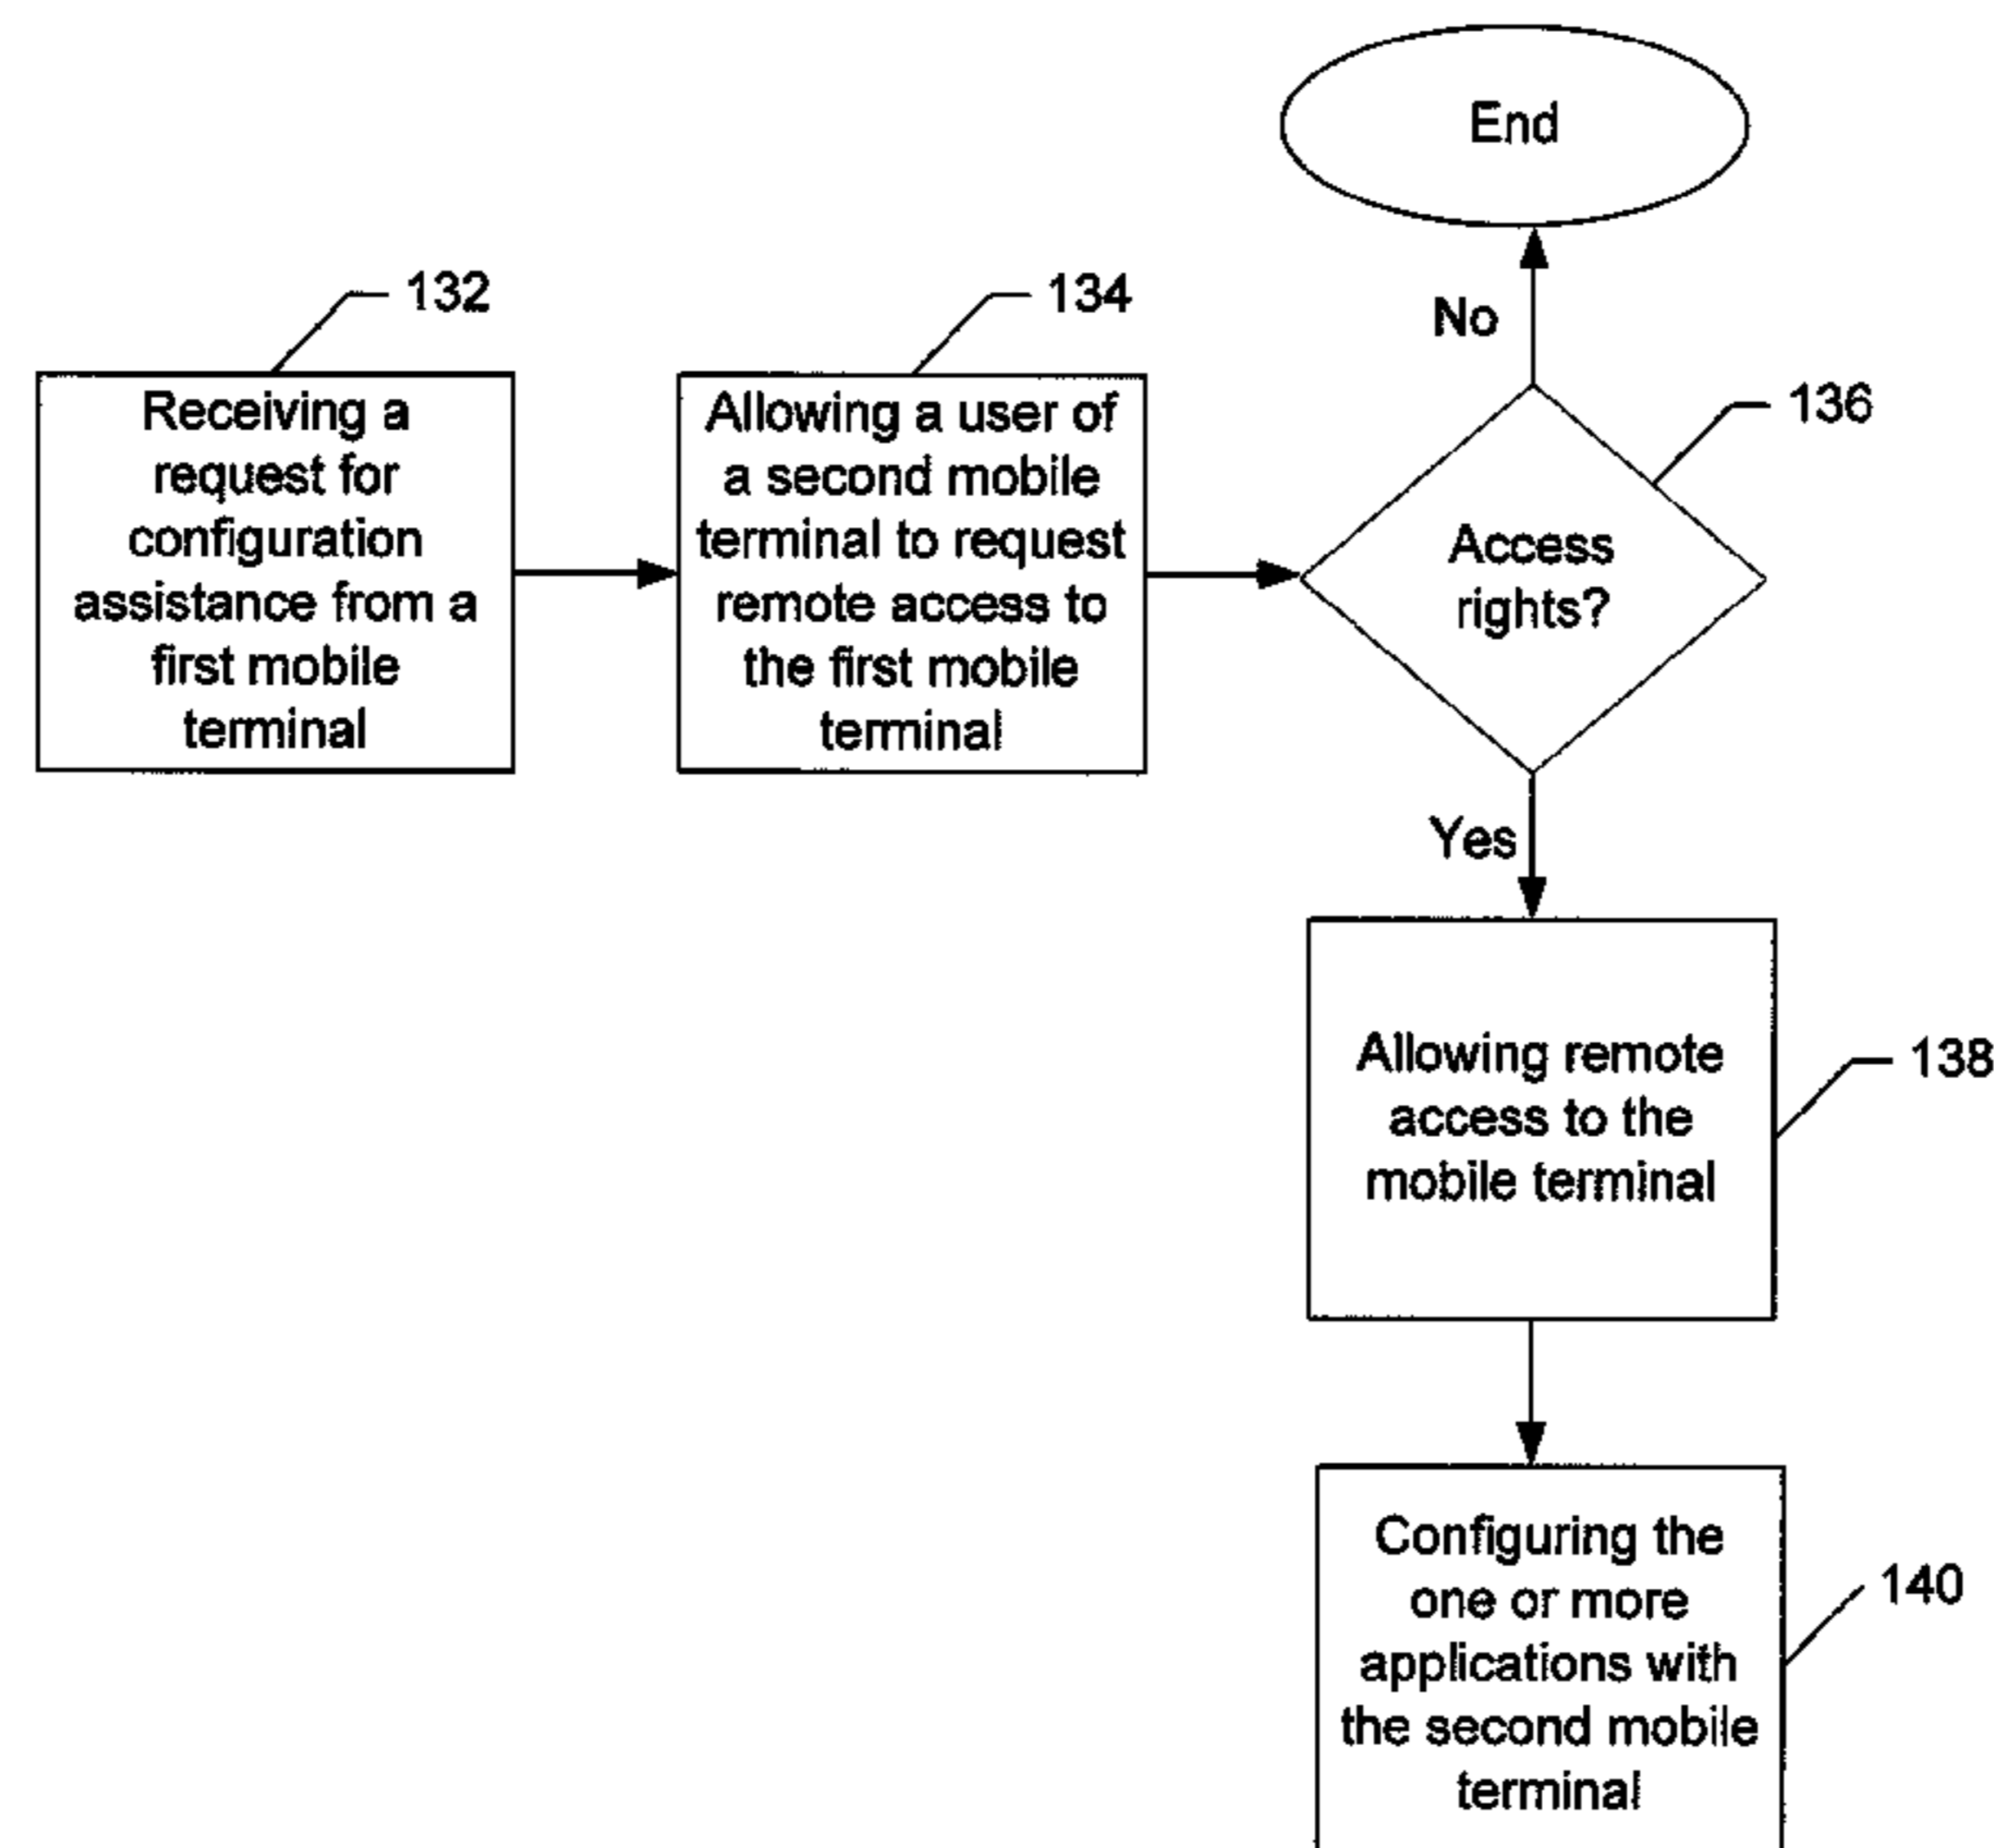 End
No
132
Receiving a
request for
configuration
assistance from a
first mobile
terminal
134
Allowing a user of
a second mobile
terminal to request
remote access to
the first mobile
terminal
136
Access
rights?
Yes
138
Allowing remote
access to the
mobile terminal
140
Configuring the
one or more
applications with
the second mobile
terminal